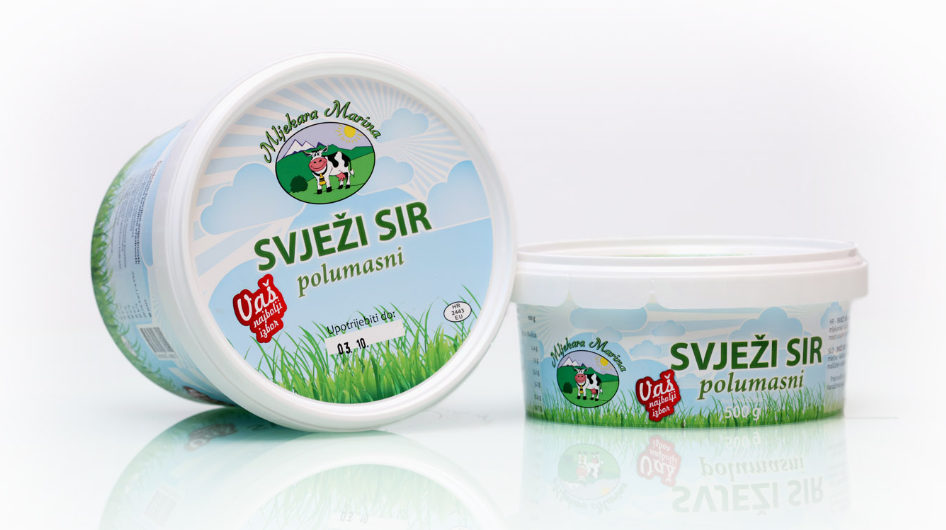 Mljekara Marina
SVJEŽI SIR
polumasni
Vaš
najbolji
izbor
Upotrijebiti do:
03. 10.
HR
2443
EU
Mljekara Marina
SVJEŽI SIR
polumasni
Vaš
najbolji
izbor
500 g